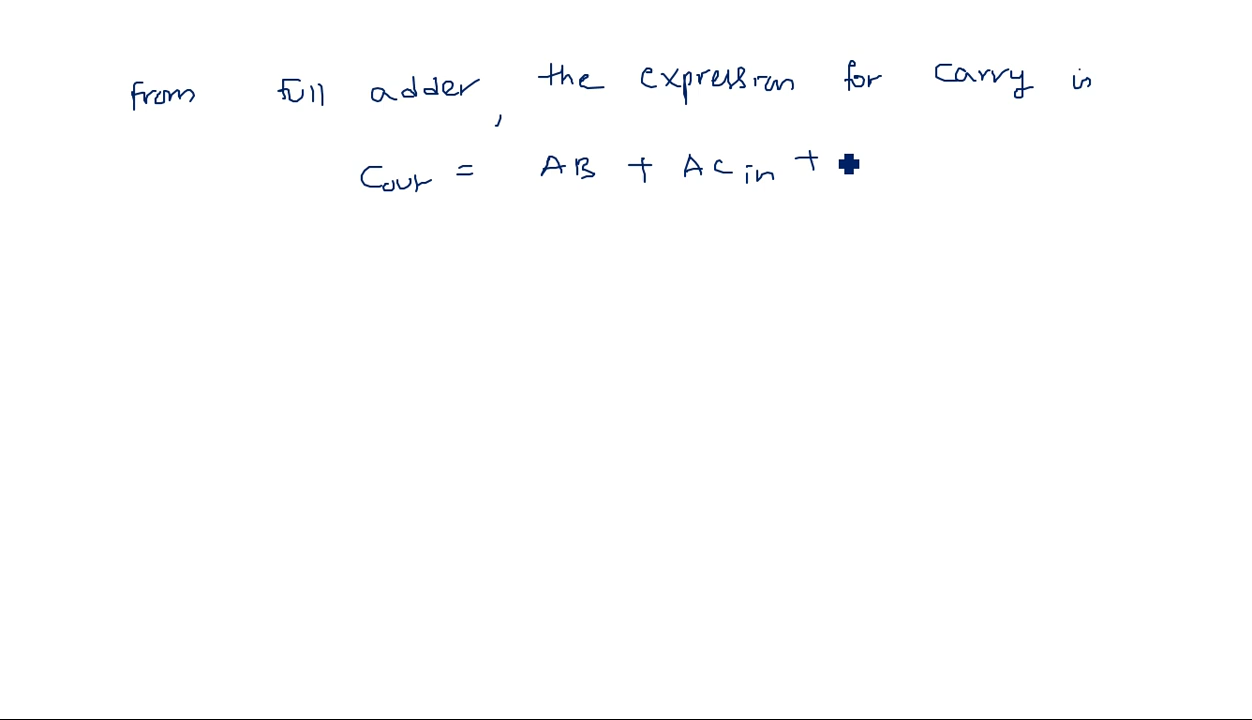 from full adder, the expression for carry is
Cout = AB + ACin +